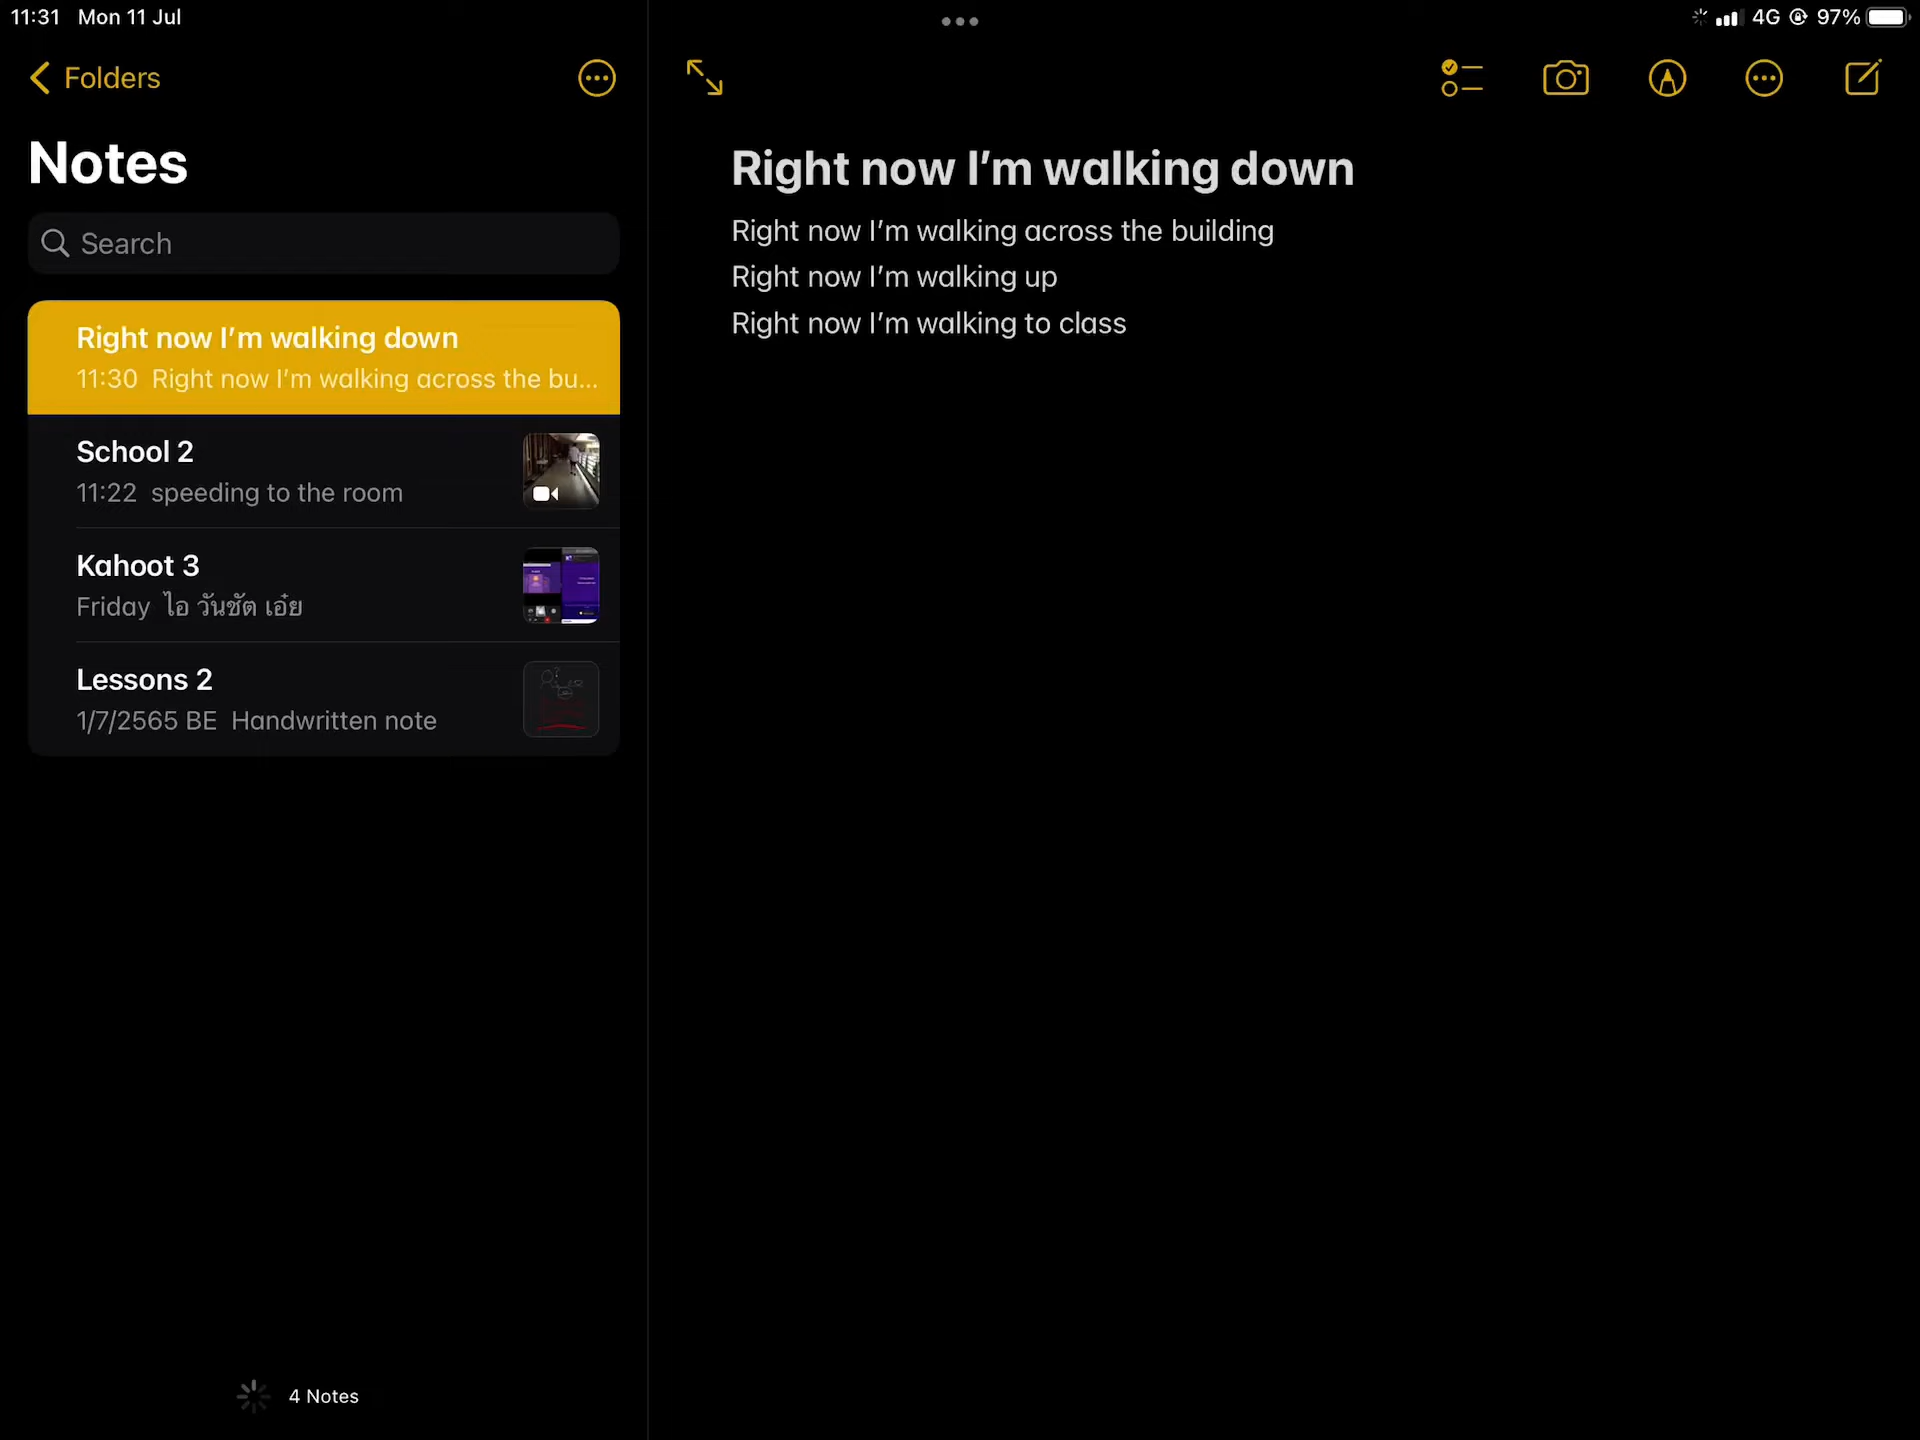 11:31 Mon 11 Jul
4G 97%
Folders
Notes
Search
Right now I’m walking down
11:30 Right now I’m walking across the bu...
School 2
11:22 speeding to the room
Kahoot 3
Friday ไอ วันชัต เอ๋ย
Lessons 2
1/7/2565 BE Handwritten note
4 Notes
Right now I’m walking down
Right now I’m walking across the building
Right now I’m walking up
Right now I’m walking to class